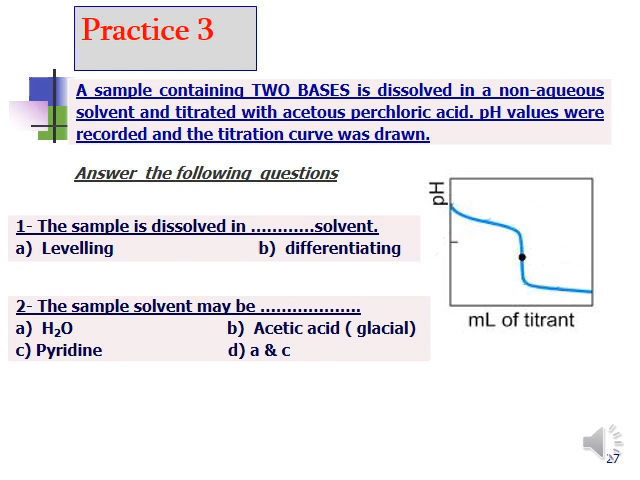 Practice 3
A sample containing TWO BASES is dissolved in a non-aqueous
solvent and titrated with acetous perchloric acid. pH values were
recorded and the titration curve was drawn.
Answer the following questions
1- The sample is dissolved in ............solvent.
a) Levelling b) differentiating
2- The sample solvent may be ...................
a) H₂O b) Acetic acid ( glacial)
c) Pyridine d) a & c
pH
mL of titrant
27